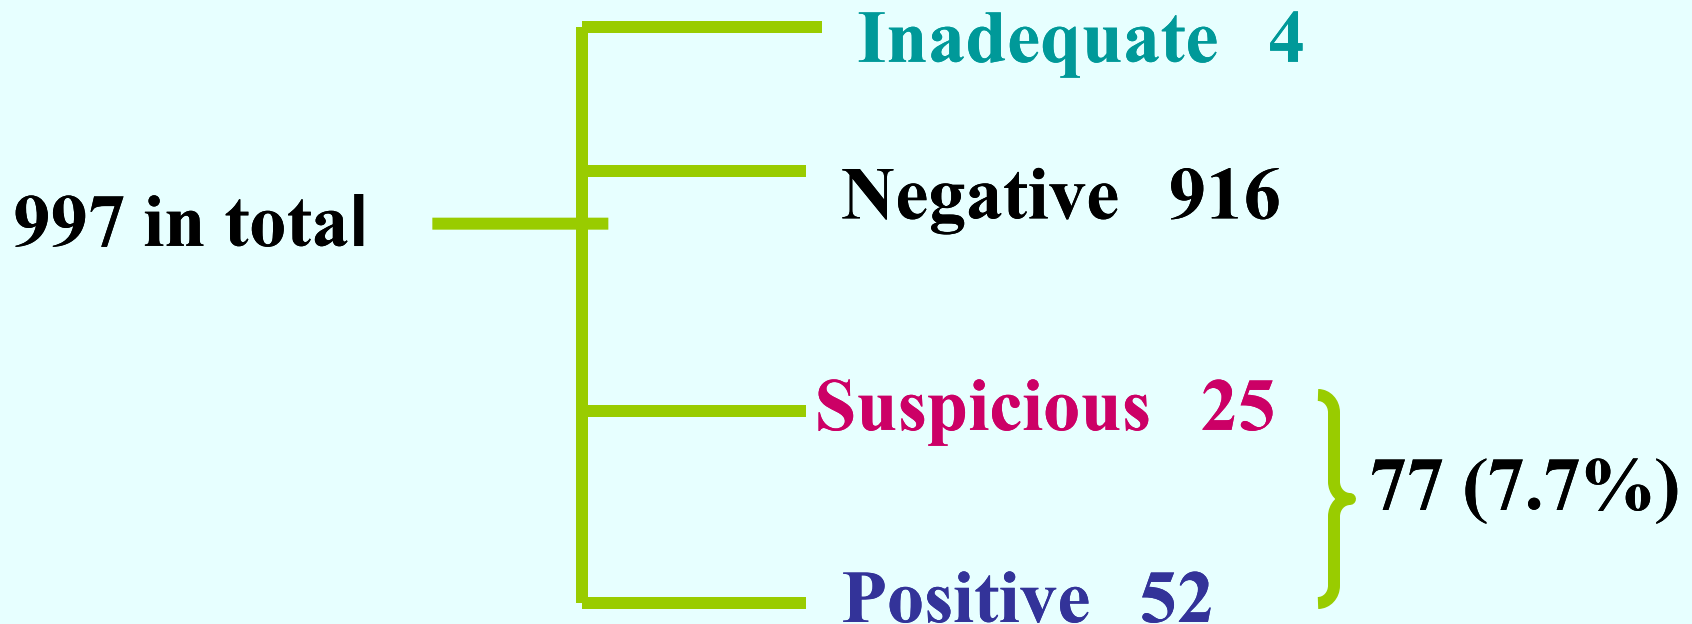 Inadequate 4
Negative 916
997 in total
Suspicious 25
77 (7.7%)
Positive 52